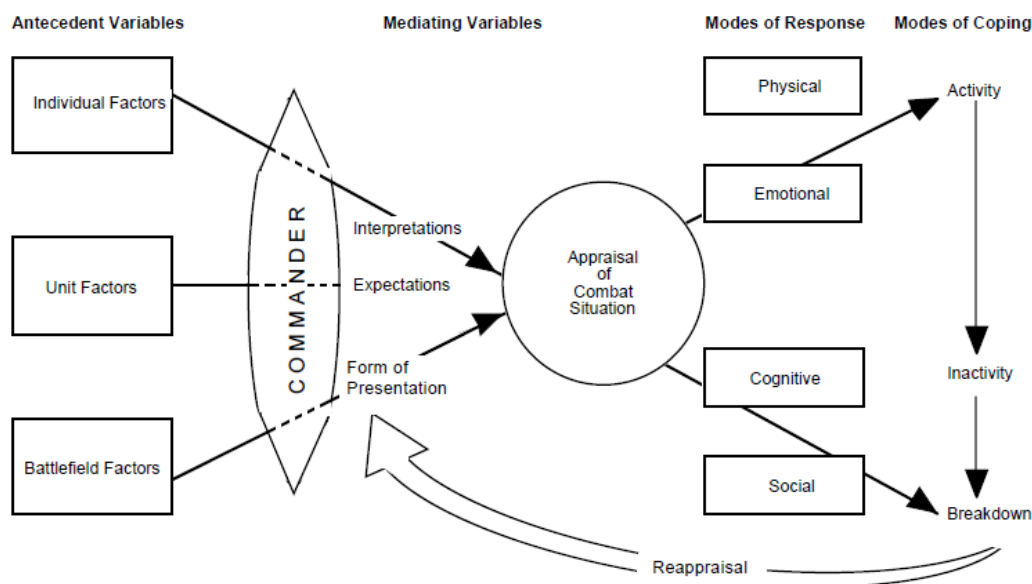 Antecedent Variables
Mediating Variables
Modes of Response
Modes of Coping
Individual Factors
Unit Factors
Battlefield Factors
COMMANDER
Interpretations
Expectations
Form of
Presentation
Appraisal
of
Combat
Situation
Physical
Emotional
Cognitive
Social
Activity
Inactivity
Breakdown
Reappraisal